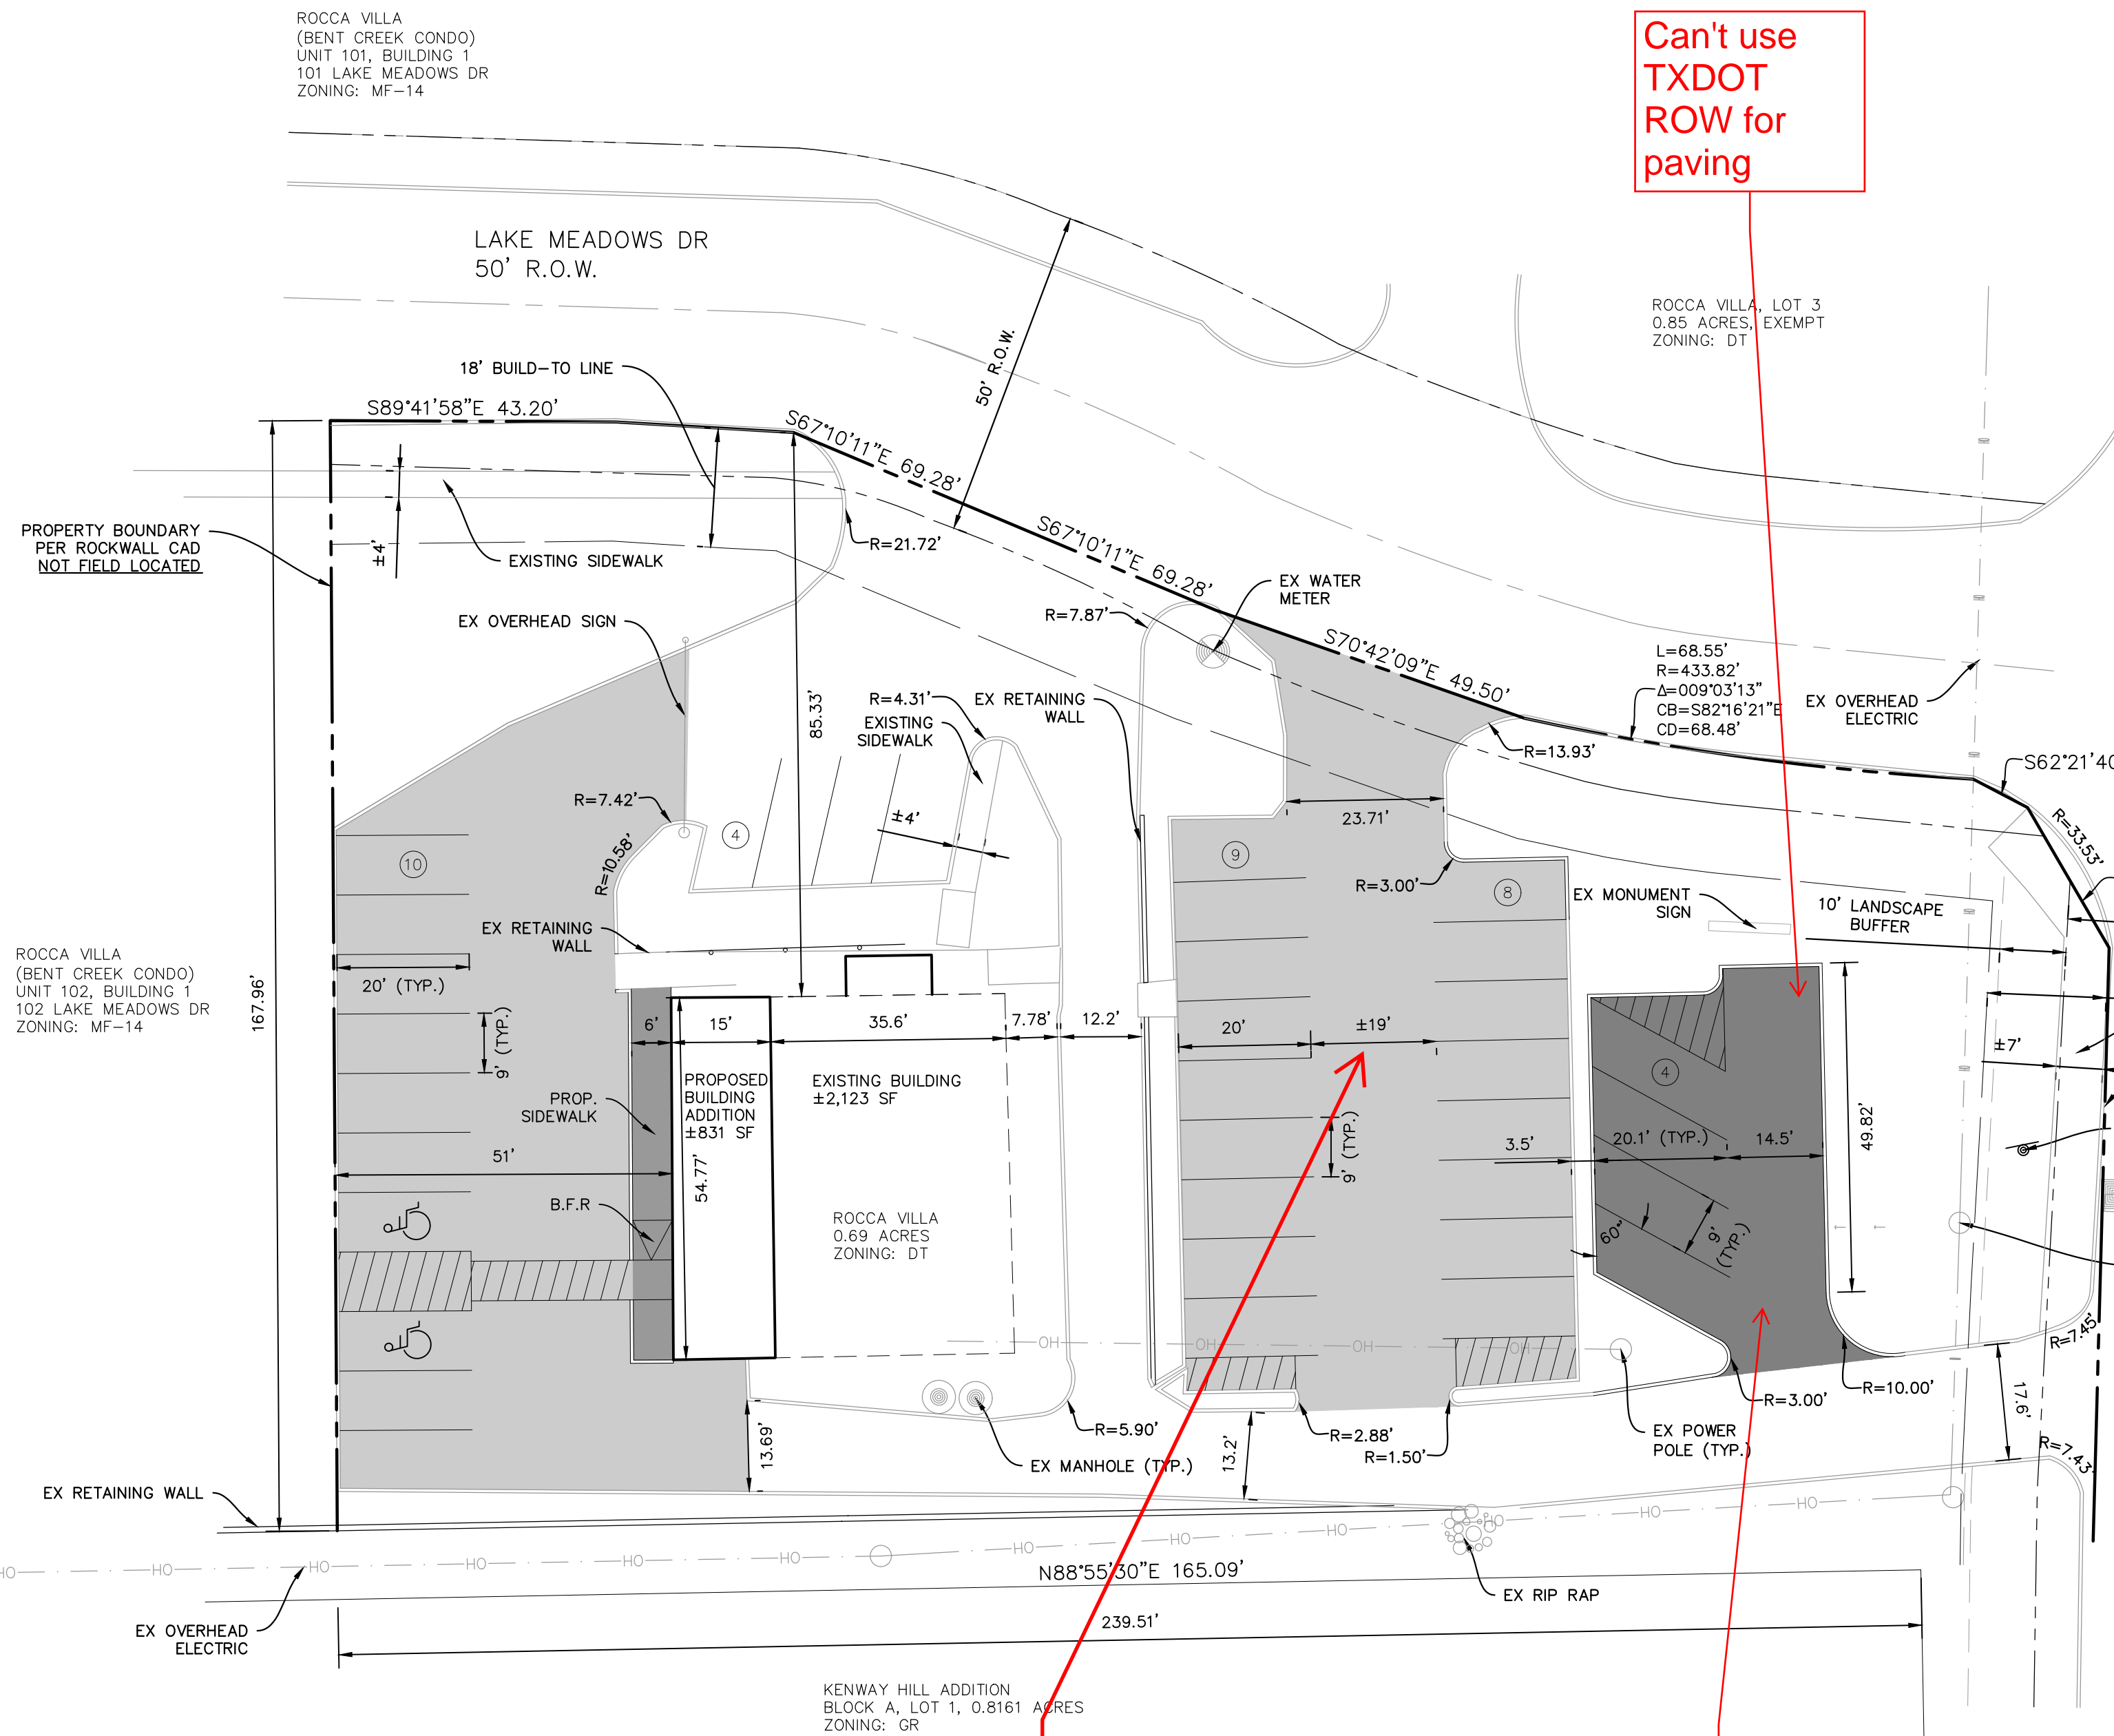 ROCCA VILLA
(BENT CREEK CONDO)
UNIT 101, BUILDING 1
101 LAKE MEADOWS DR
ZONING: MF-14
Can't use
TXDOT
ROW for
paving
LAKE MEADOWS DR
50' R.O.W.
50' R.O.W.
ROCCA VILLA, LOT 3
0.85 ACRES, EXEMPT
ZONING: DT
18' BUILD-TO LINE
S89°41'58"E 43.20'
S67°10'11"E 69.28'
S67°10'11"E 69.28'
S70°42'09"E 49.50'
PROPERTY BOUNDARY
PER ROCKWALL CAD
NOT FIELD LOCATED
±4'
EXISTING SIDEWALK
R=21.72'
EX WATER
METER
R=7.87'
EX OVERHEAD SIGN
L=68.55'
R=433.82'
Δ=009°03'13"
CB=S82°16'21"E
CD=68.48'
EX OVERHEAD
ELECTRIC
S62°21'40
R=33.53'
85.33'
R=4.31'
EXISTING
SIDEWALK
EX RETAINING
WALL
R=13.93'
R=7.42'
R=10.58'
4
±4'
23.71'
10
9
R=3.00'
8
EX MONUMENT
SIGN
10' LANDSCAPE
BUFFER
EX RETAINING
WALL
ROCCA VILLA
(BENT CREEK CONDO)
UNIT 102, BUILDING 1
102 LAKE MEADOWS DR
ZONING: MF-14
167.96'
20' (TYP.)
9' (TYP.)
6'
15'
35.6'
7.78'
12.2'
20'
±19'
±7'
PROPOSED
BUILDING
ADDITION
±831 SF
EXISTING BUILDING
±2,123 SF
PROP.
SIDEWALK
4
9' (TYP.)
3.5'
20.1' (TYP.)
14.5'
49.82'
51'
54.77'
B.F.R
ROCCA VILLA
0.69 ACRES
ZONING: DT
60°
9'
(TYP.)
OH
OH
OH
OH
R=7.45'
R=5.90'
R=2.88'
R=1.50'
R=3.00'
R=10.00'
17.6'
R=7.43'
13.69'
13.2'
EX MANHOLE (TYP.)
EX POWER
POLE (TYP.)
EX RETAINING WALL
OH
OH
OH
OH
OH
OH
OH
OH
OH
OH
OH
OH
N88°55'30"E 165.09'
EX RIP RAP
EX OVERHEAD
ELECTRIC
239.51'
KENWAY HILL ADDITION
BLOCK A, LOT 1, 0.8161 ACRES
ZONING: GR